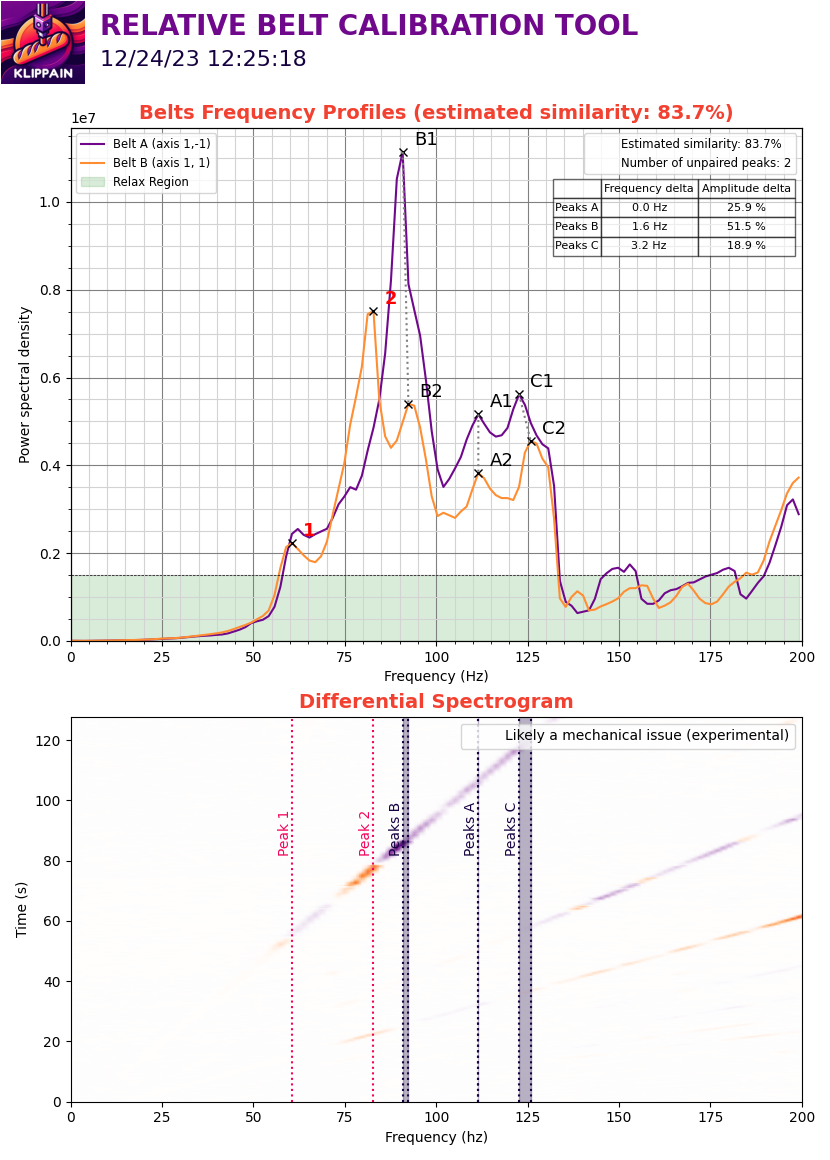 KLIPPAIN
RELATIVE BELT CALIBRATION TOOL
12/24/23 12:25:18
Belts Frequency Profiles (estimated similarity: 83.7%)
1e7
Belt A (axis 1,-1)
Belt B (axis 1, 1)
Relax Region
Estimated similarity: 83.7%
Number of unpaired peaks: 2
Frequency delta Amplitude delta
Peaks A 0.0 Hz 25.9 %
Peaks B 1.6 Hz 51.5 %
Peaks C 3.2 Hz 18.9 %
B1
2
B2
A1
C1
C2
A2
1
Power spectral density
1.0
0.8
0.6
0.4
0.2
0.0
0 25 50 75 100 125 150 175 200
Frequency (Hz)
Differential Spectrogram
Likely a mechanical issue (experimental)
Peak 1
Peak 2
Peaks B
Peaks A
Peaks C
Time (s)
120
100
80
60
40
20
0
0 25 50 75 100 125 150 175 200
Frequency (hz)